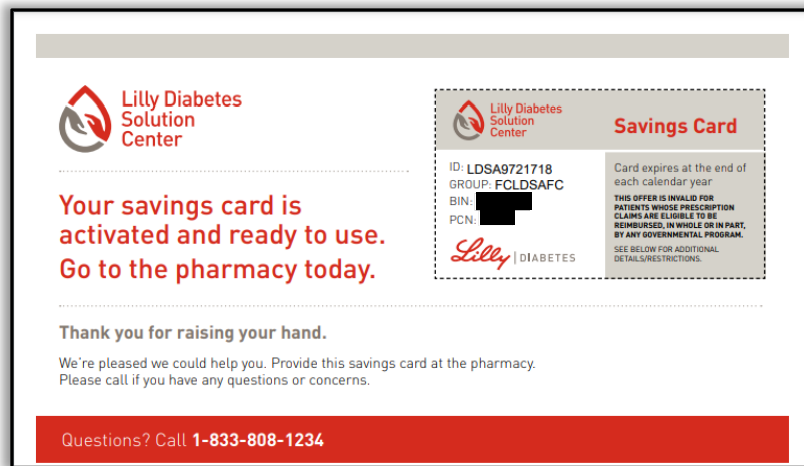 Lilly Diabetes
Solution
Center
Your savings card is
activated and ready to use.
Go to the pharmacy today.
Lilly Diabetes
Solution
Center
Savings Card
ID: LDSA9721718
GROUP: FCLDSAFC
BIN:
PCN:
Lilly | DIABETES
Card expires at the end of
each calendar year
THIS OFFER IS INVALID FOR
PATIENTS WHOSE PRESCRIPTION
CLAIMS ARE ELIGIBLE TO BE
REIMBURSED, IN WHOLE OR IN PART,
BY ANY GOVERNMENTAL PROGRAM.
SEE BELOW FOR ADDITIONAL
DETAILS/RESTRICTIONS.
Thank you for raising your hand.
We're pleased we could help you. Provide this savings card at the pharmacy.
Please call if you have any questions or concerns.
Questions? Call 1-833-808-1234